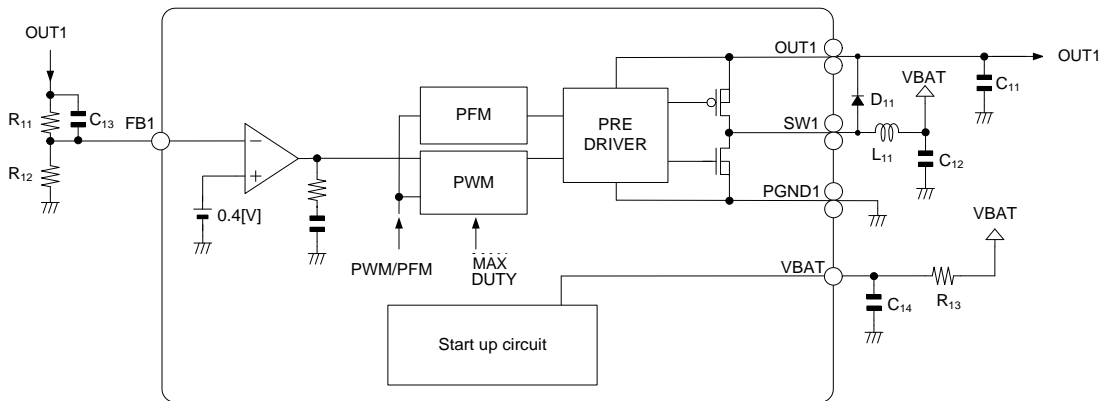 OUT1
R11
C13
FB1
R12
0.4[V]
PFM
PWM
PWM/PFM
MAX
DUTY
PRE
DRIVER
Start up circuit
OUT1
SW1
PGND1
VBAT
D11
VBAT
C11
OUT1
L11
C12
VBAT
R13
C14